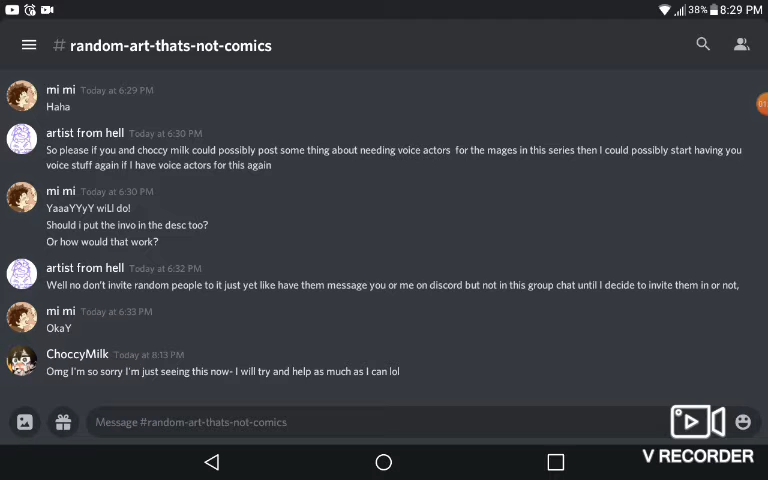 38% 8:29 PM
# random-art-thats-not-comics
mi mi Today at 6:29 PM
Haha
artist from hell Today at 6:30 PM
So please if you and choccy milk could possibly post some thing about needing voice actors for the mages in this series then I could possibly start having you
voice stuff again if I have voice actors for this again
mi mi Today at 6:30 PM
YaaaYYyY wiLl do!
Should i put the invo in the desc too?
Or how would that work?
artist from hell Today at 6:32 PM
Well no don't invite random people to it just yet like have them message you or me on discord but not in this group chat until I decide to invite them in or not,
mi mi Today at 6:33 PM
OkaY
ChoccyMilk Today at 8:13 PM
Omg I'm so sorry I'm just seeing this now- I will try and help as much as I can lol
Message #random-art-thats-not-comics
V RECORDER